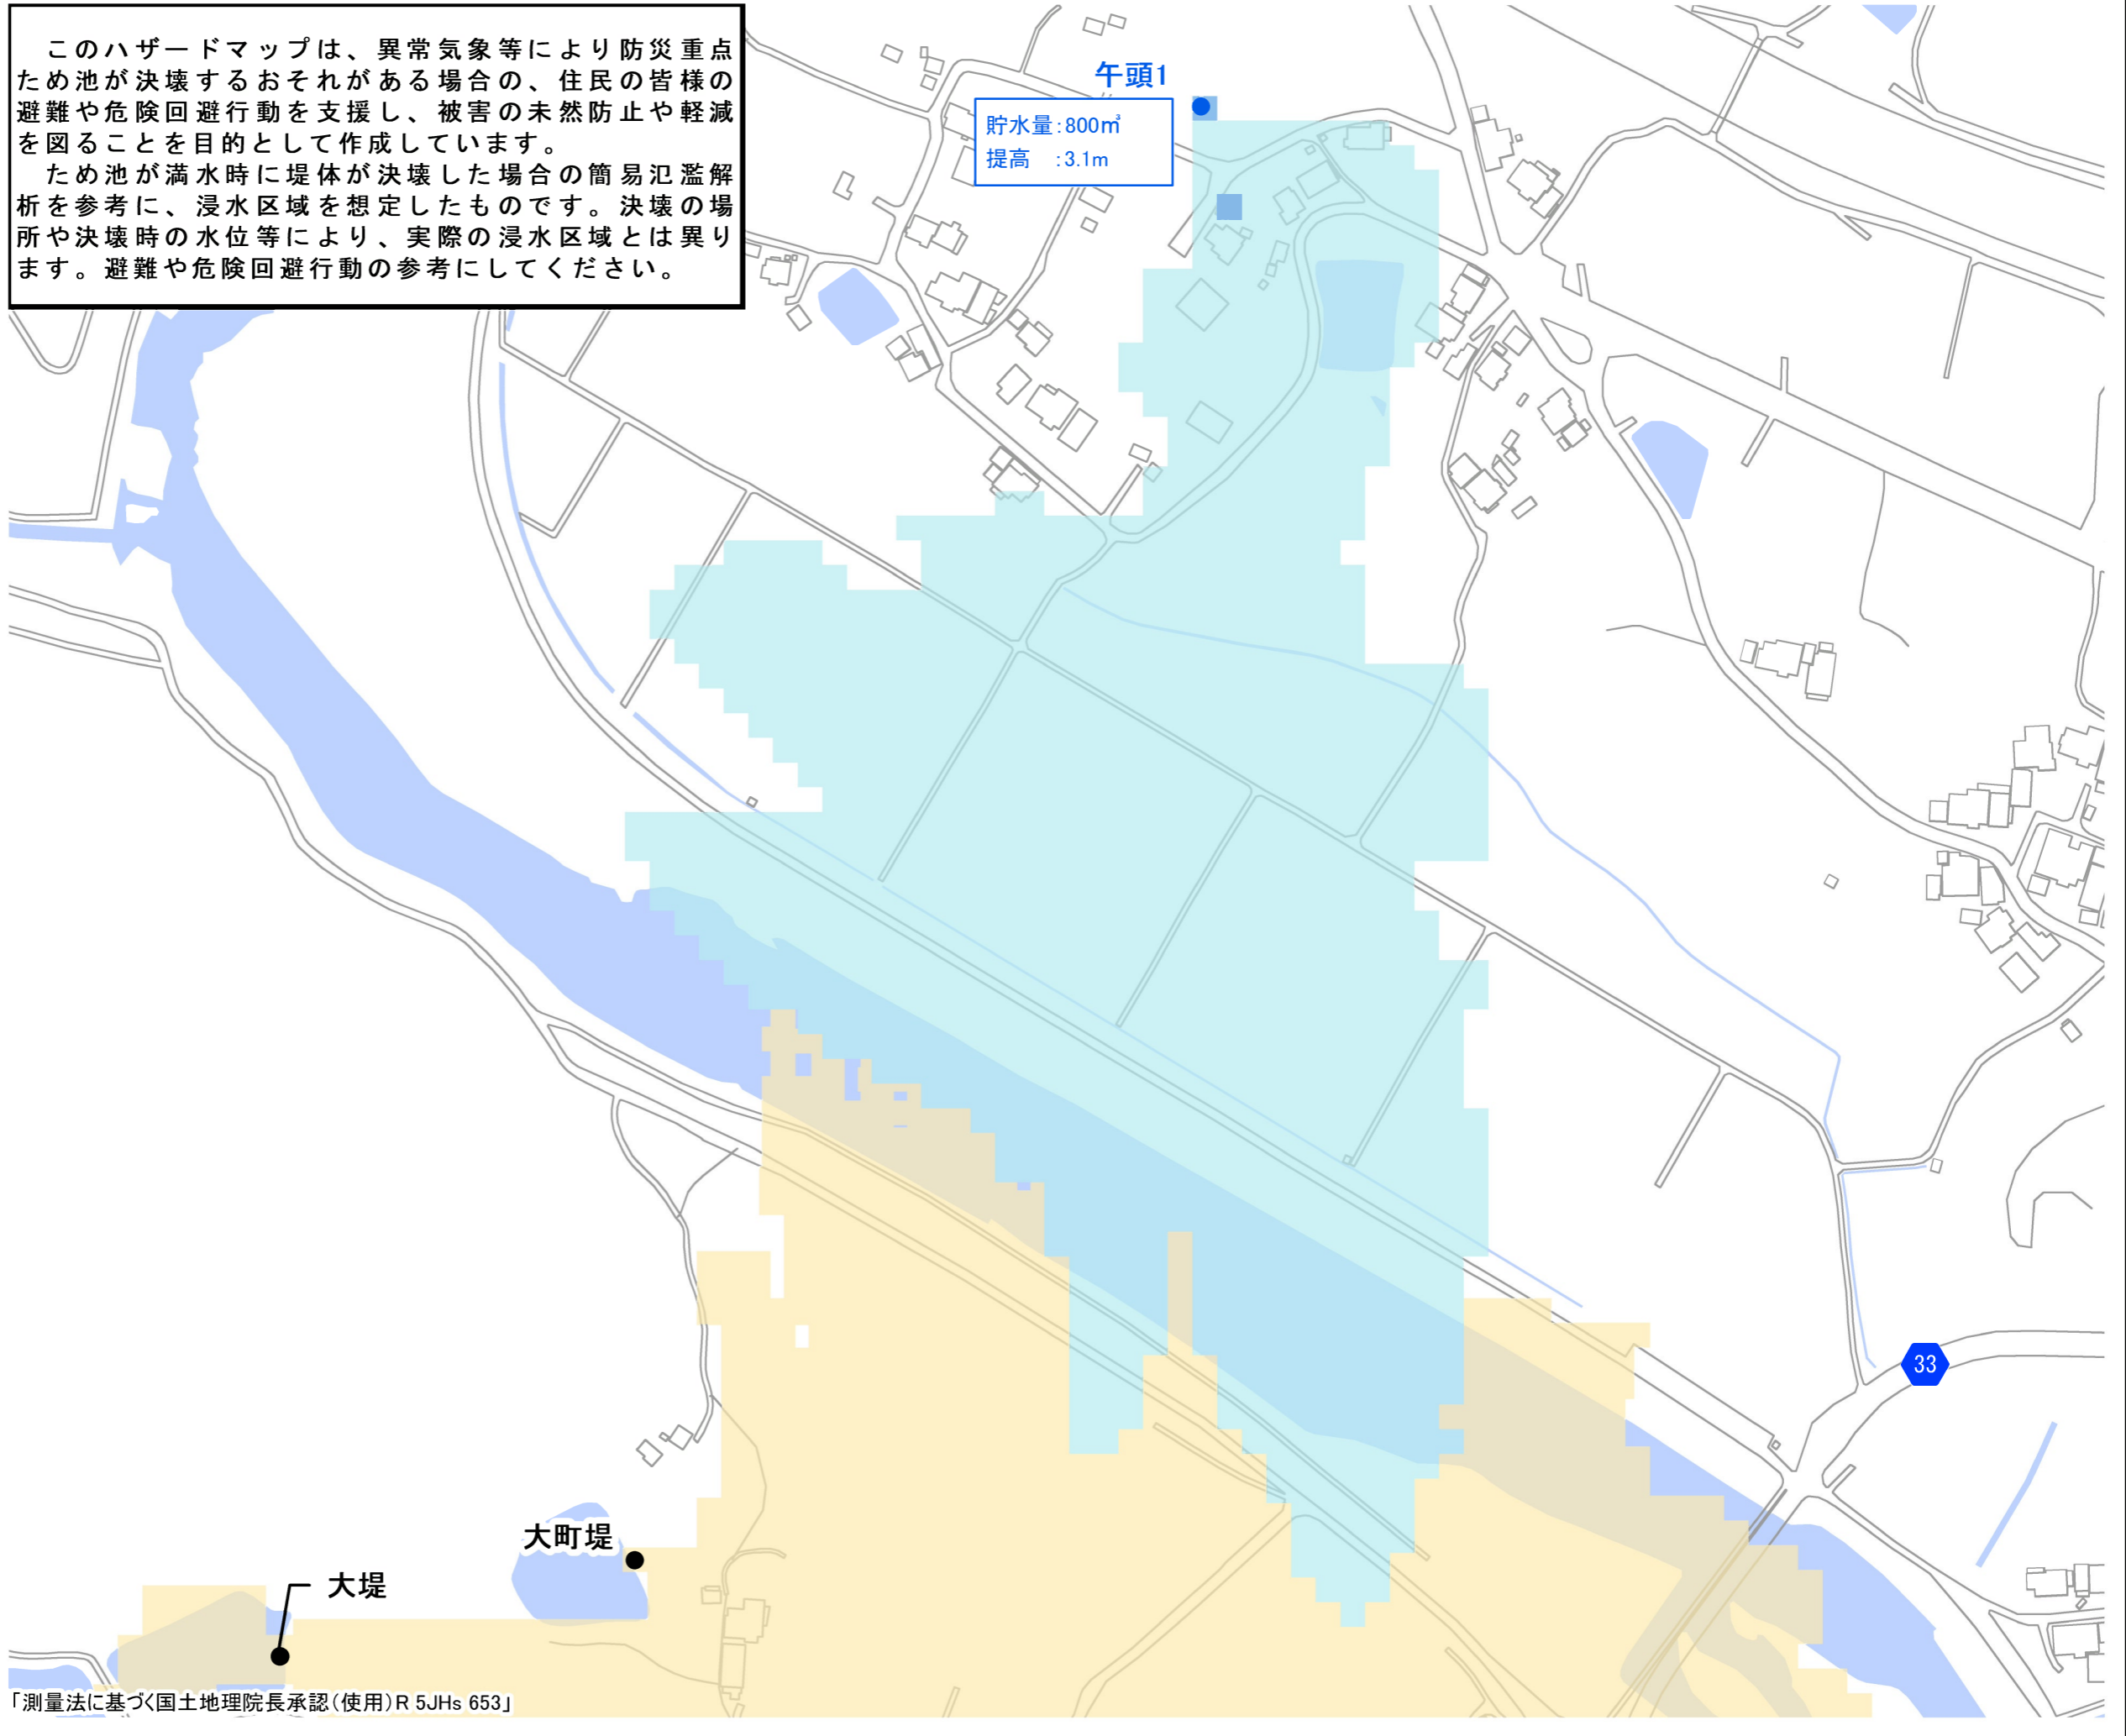 このハザードマップは、異常気象等により防災重点
ため池が決壊するおそれがある場合の、住民の皆様の
避難や危険回避行動を支援し、被害の未然防止や軽減
を図ることを目的として作成しています。
ため池が満水時に堤体が決壊した場合の簡易氾濫解
析を参考に、浸水区域を想定したものです。決壊の場
所や決壊時の水位等により、実際の浸水区域とは異り
ます。避難や危険回避行動の参考にしてください。
午頭1
貯水量:800㎥
提高 :3.1m
33
大町堤
大堤
「測量法に基づく国土地理院長承認(使用)R 5JHs 653」